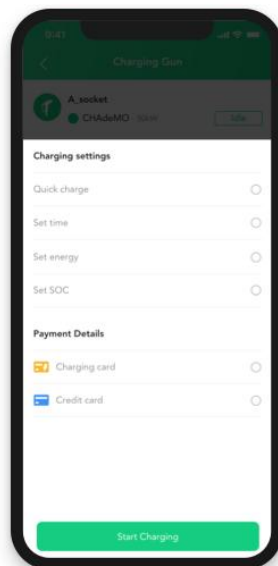 9:41
Charging Gun
A_socket
CHAdeMO
Idle
Charging settings
Quick charge
Set time
Set energy
Set SOC
Payment Details
Charging card
Credit card
Start Charging